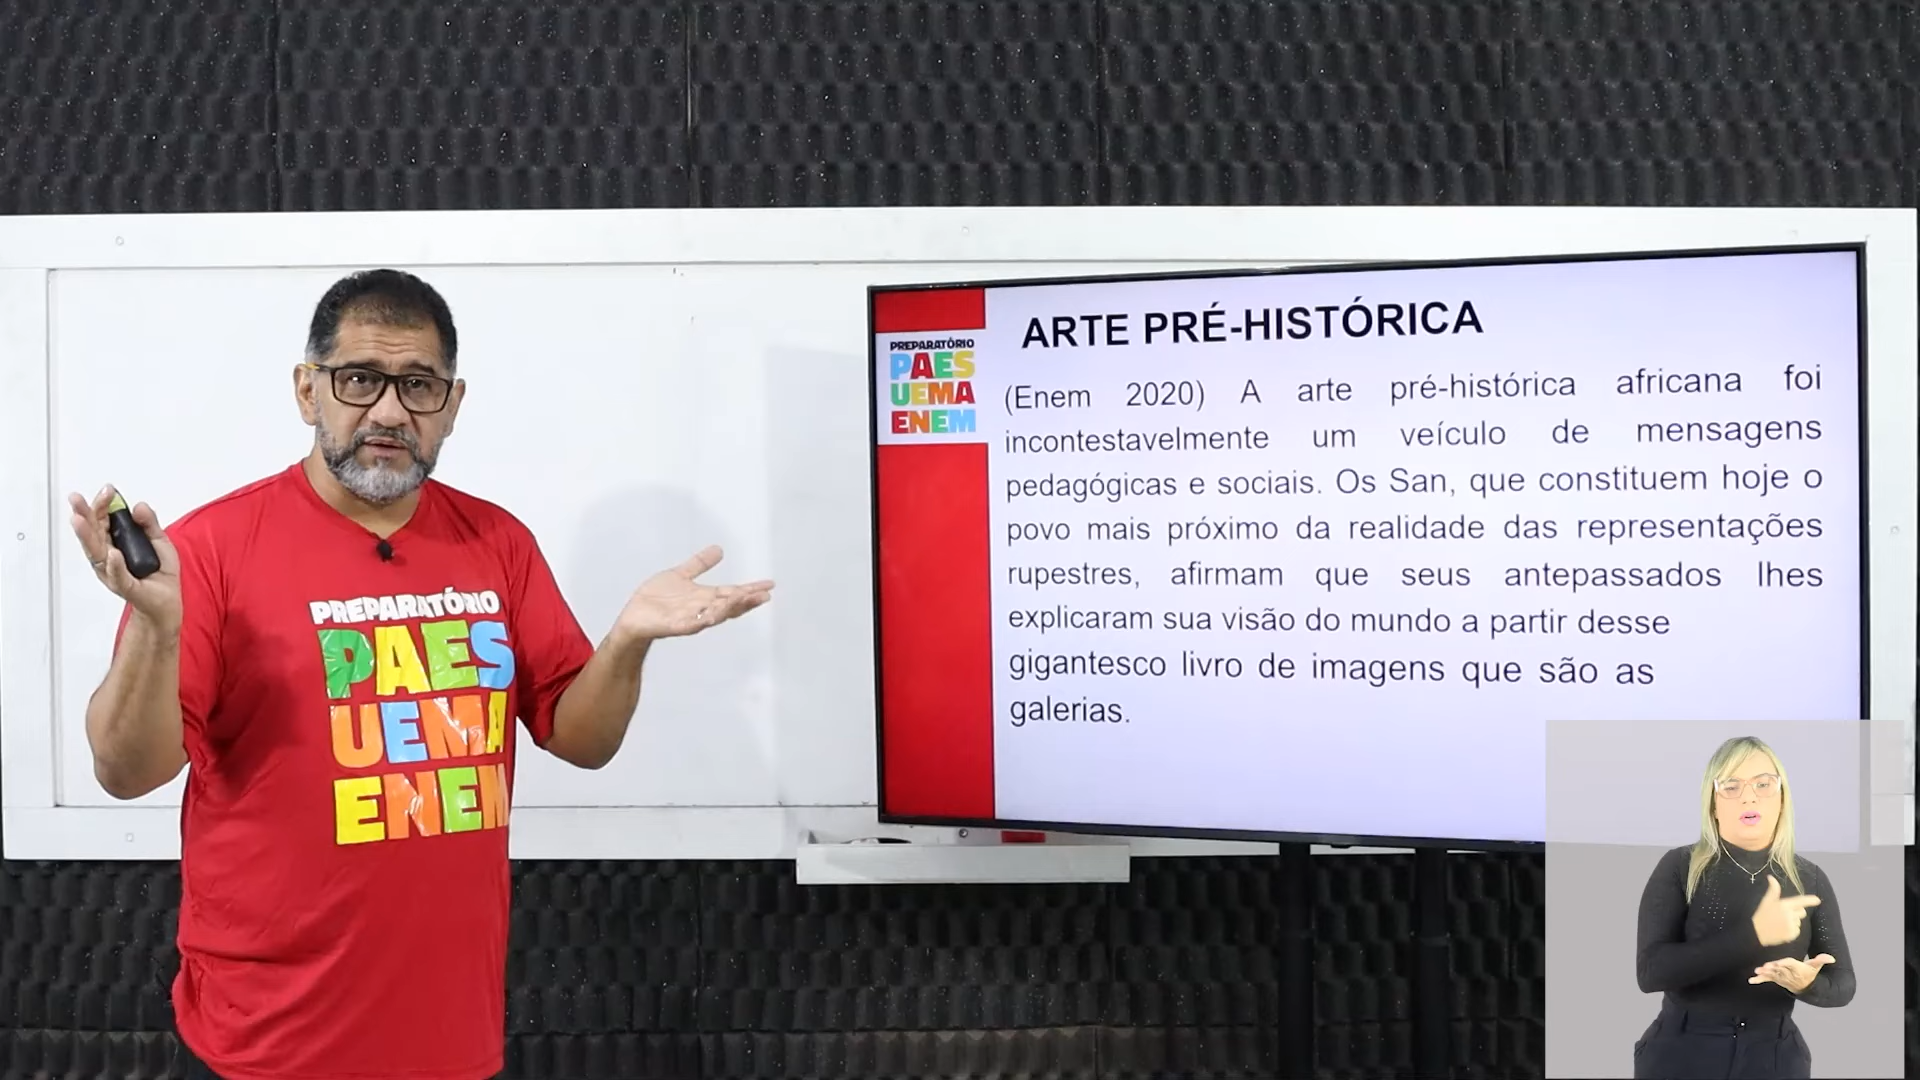 PREPARATÓRIO
PAES
UEMA
ENEM
PREPARATÓRIO
PAES
UEMA
ENEM
ARTE PRÉ-HISTÓRICA
(Enem 2020) A arte pré-histórica africana foi
incontestavelmente um veículo de mensagens
pedagógicas e sociais. Os San, que constituem hoje o
povo mais próximo da realidade das representações
rupestres, afirmam que seus antepassados lhes
explicaram sua visão do mundo a partir desse
gigantesco livro de imagens que são as
galerias.